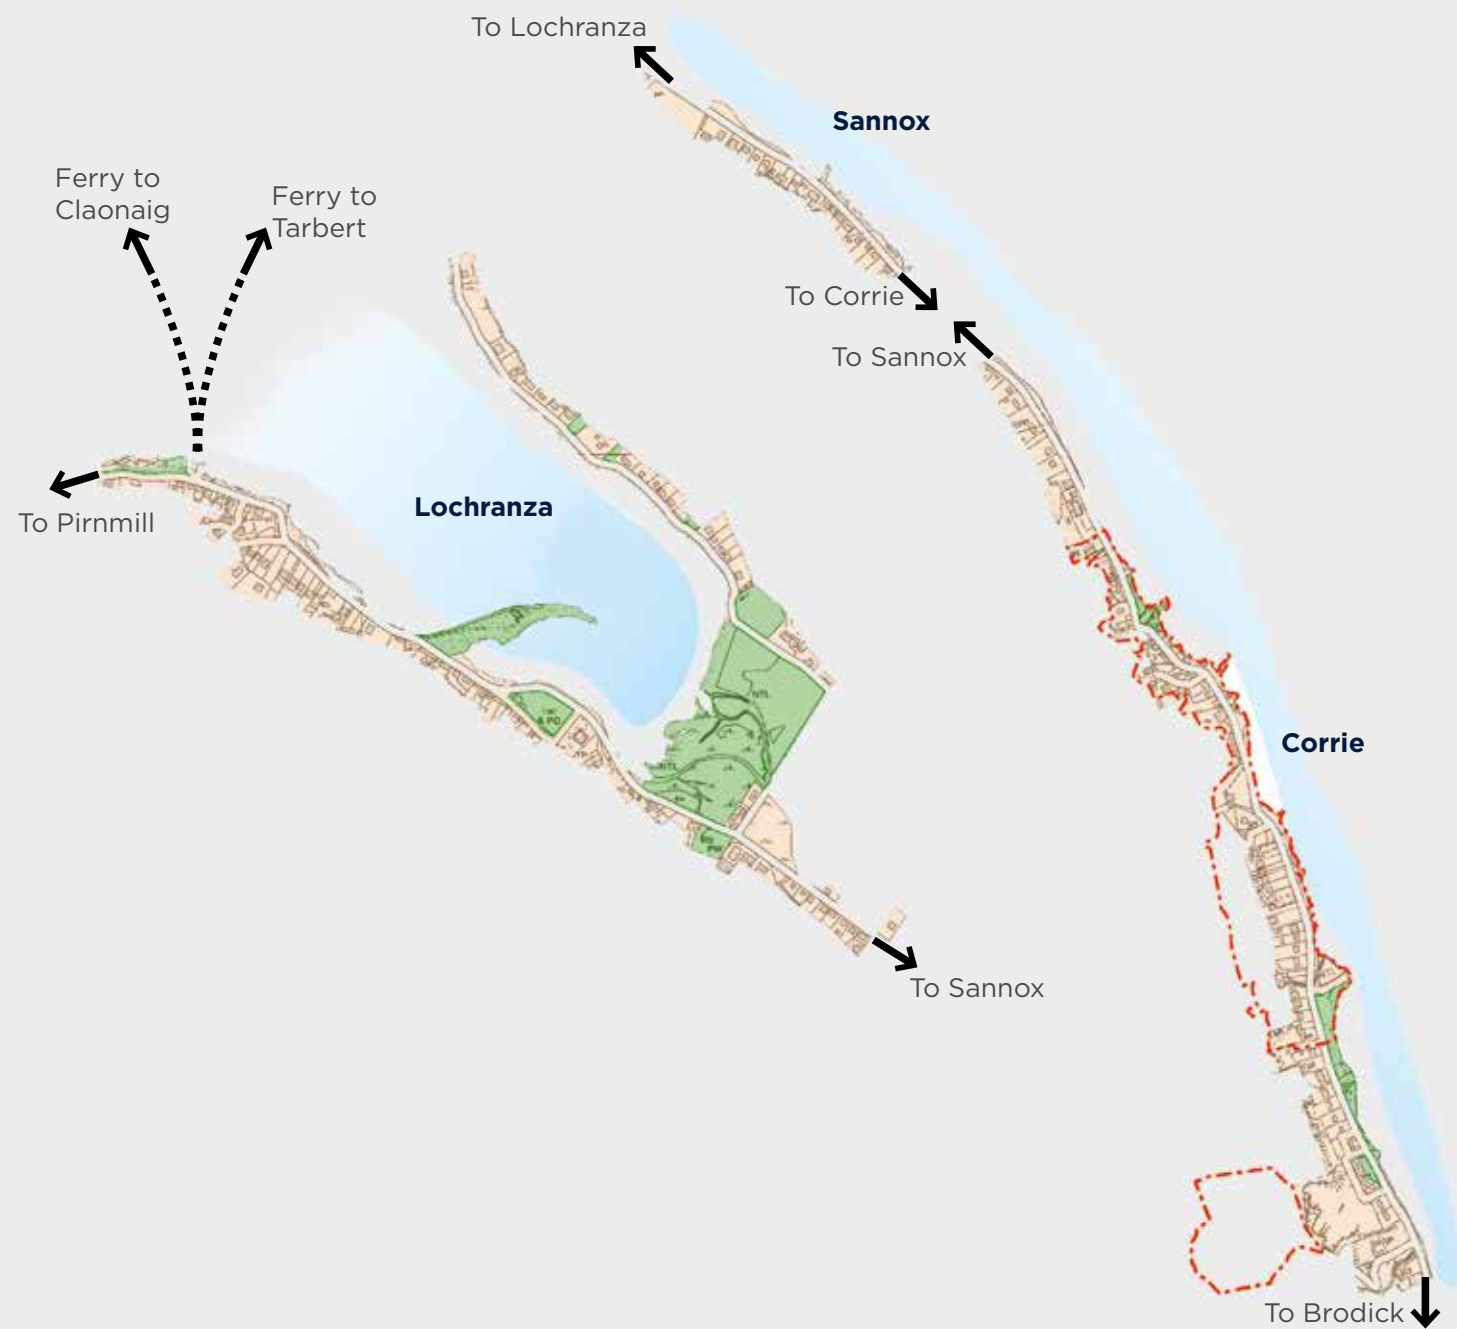 To Lochranza
Sannox
Ferry to
Claonaig
Ferry to
Tarbert
To Corrie
To Sannox
Lochranza
To Pirnmill
NTL
Corrie
To Sannox
To Brodick